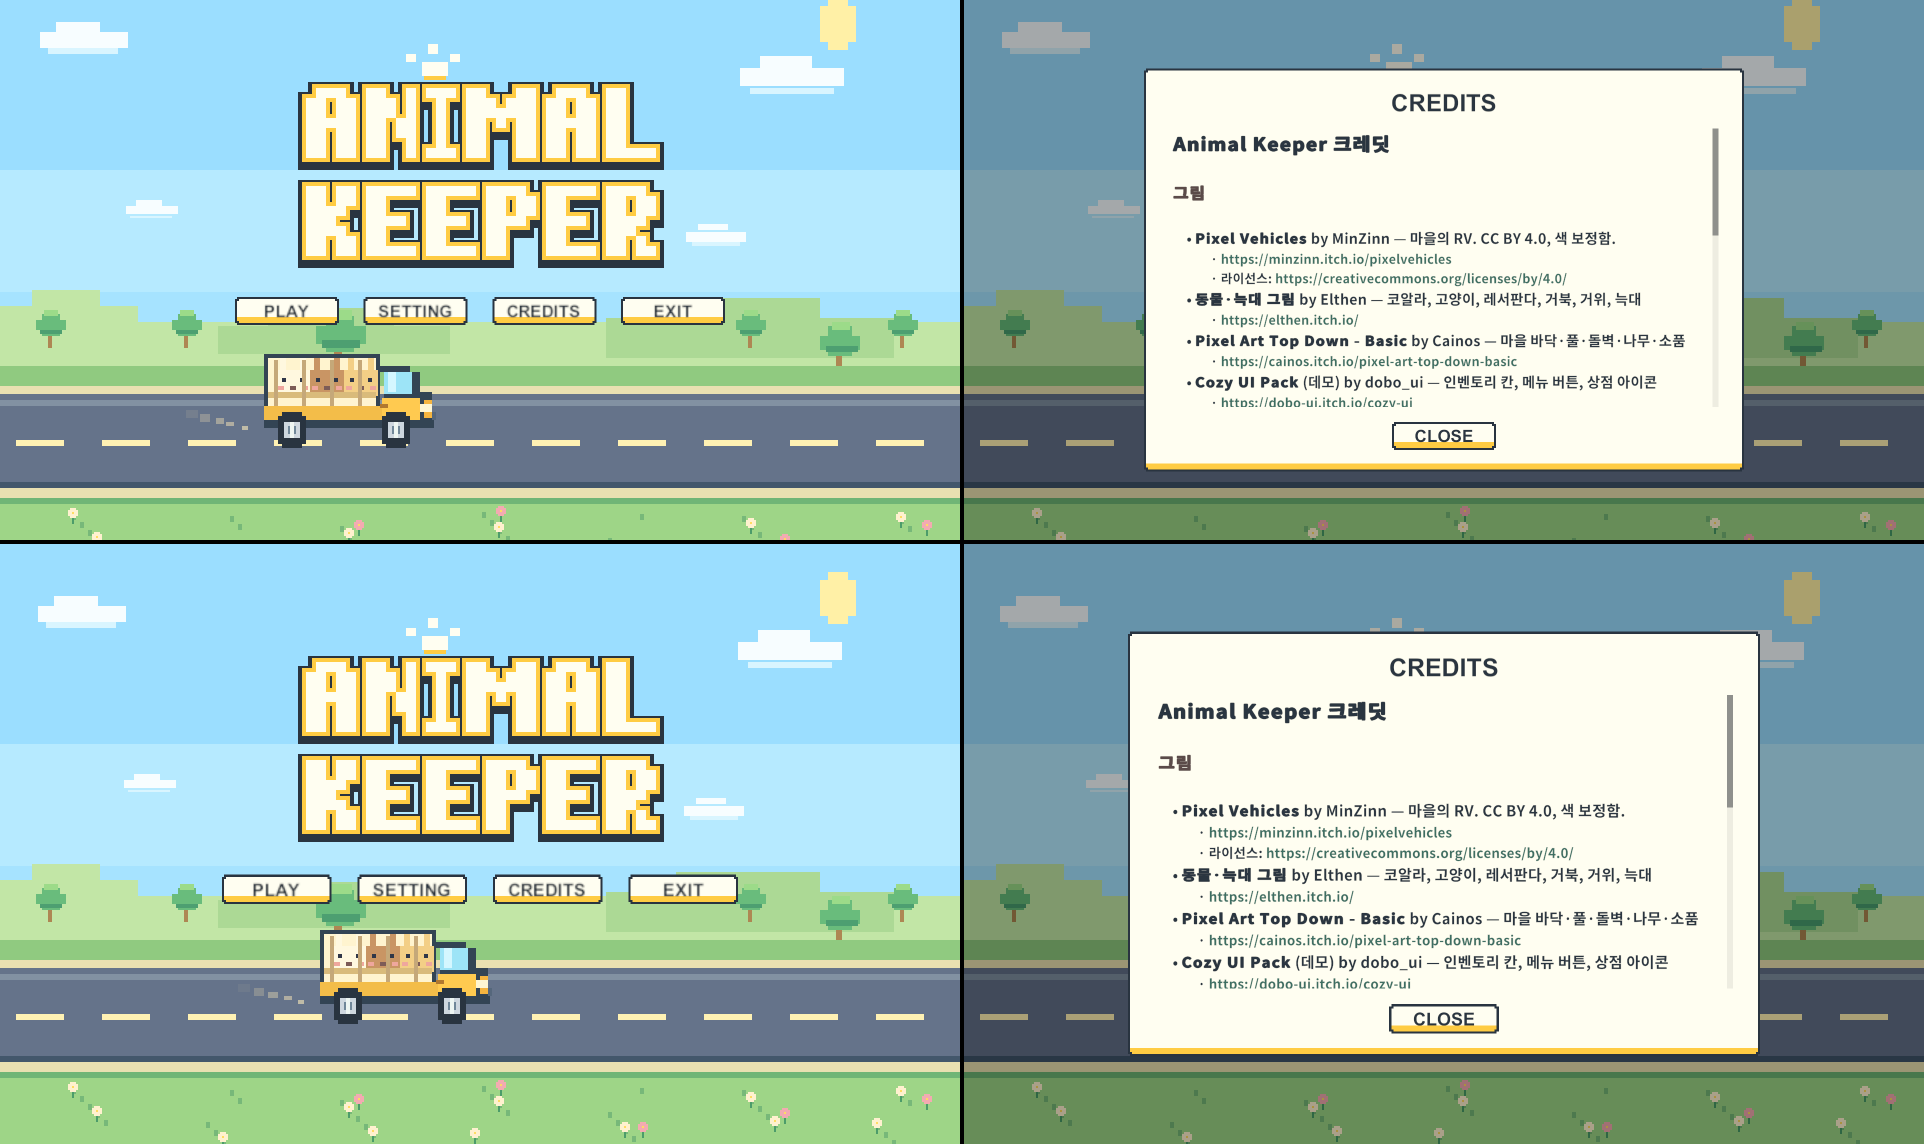 ANIMAL
KEEPER
PLAY SETTING CREDITS EXIT
CREDITS
Animal Keeper 크레딧
그림
• Pixel Vehicles by MinZinn — 마을의 RV. CC BY 4.0, 색 보정함.
· https://minzinn.itch.io/pixelvehicles
· 라이선스: https://creativecommons.org/licenses/by/4.0/
• 동물·늑대 그림 by Elthen — 코알라, 고양이, 레서판다, 거북, 거위, 늑대
· https://elthen.itch.io/
• Pixel Art Top Down - Basic by Cainos — 마을 바닥·풀·돌벽·나무·소품
· https://cainos.itch.io/pixel-art-top-down-basic
• Cozy UI Pack (데모) by dobo_ui — 인벤토리 칸, 메뉴 버튼, 상점 아이콘
· https://dobo-ui.itch.io/cozy-ui
CLOSE
ANIMAL
KEEPER
PLAY SETTING CREDITS EXIT
CREDITS
Animal Keeper 크레딧
그림
• Pixel Vehicles by MinZinn — 마을의 RV. CC BY 4.0, 색 보정함.
· https://minzinn.itch.io/pixelvehicles
· 라이선스: https://creativecommons.org/licenses/by/4.0/
• 동물·늑대 그림 by Elthen — 코알라, 고양이, 레서판다, 거북, 거위, 늑대
· https://elthen.itch.io/
• Pixel Art Top Down - Basic by Cainos — 마을 바닥·풀·돌벽·나무·소품
· https://cainos.itch.io/pixel-art-top-down-basic
• Cozy UI Pack (데모) by dobo_ui — 인벤토리 칸, 메뉴 버튼, 상점 아이콘
· https://dobo-ui.itch.io/cozy-ui
CLOSE